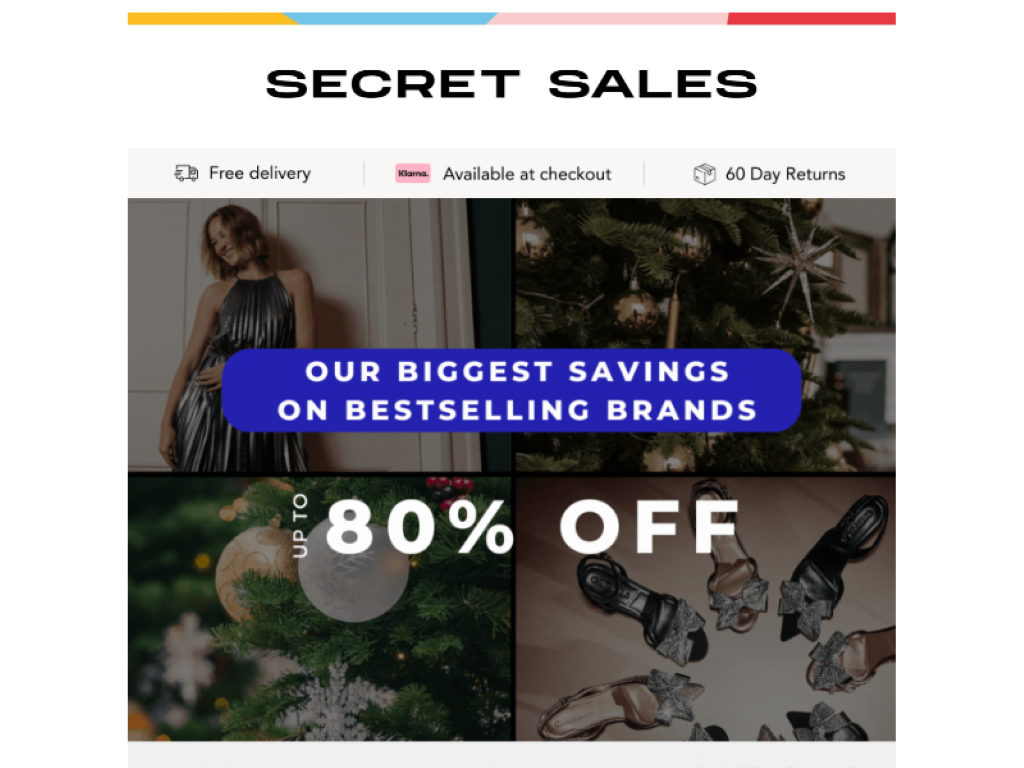 SECRET SALES
Free delivery
Klarna. Available at checkout
60 Day Returns
OUR BIGGEST SAVINGS
ON BESTSELLING BRANDS
UP TO 80% OFF